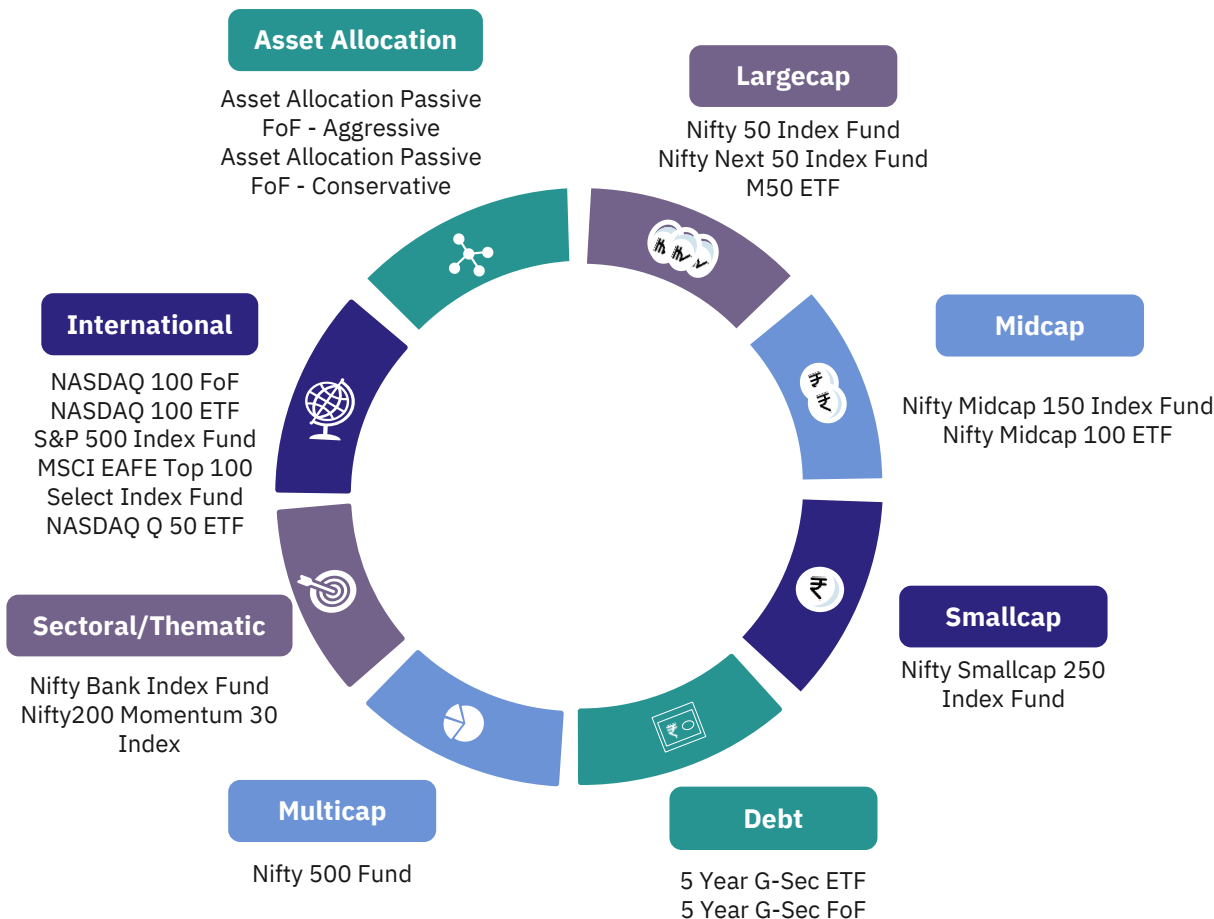 Asset Allocation
Asset Allocation Passive
FoF - Aggressive
Asset Allocation Passive
FoF - Conservative
Largecap
Nifty 50 Index Fund
Nifty Next 50 Index Fund
M50 ETF
International
NASDAQ 100 FoF
NASDAQ 100 ETF
S&P 500 Index Fund
MSCI EAFE Top 100
Select Index Fund
NASDAQ Q 50 ETF
Midcap
Nifty Midcap 150 Index Fund
Nifty Midcap 100 ETF
Sectoral/Thematic
Nifty Bank Index Fund
Nifty200 Momentum 30
Index
Smallcap
Nifty Smallcap 250
Index Fund
Multicap
Nifty 500 Fund
Debt
5 Year G-Sec ETF
5 Year G-Sec FoF